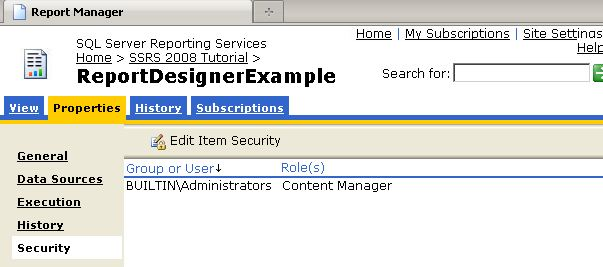 Report Manager
Home | My Subscriptions | Site Settings
Help
SQL Server Reporting Services
Home > SSRS 2008 Tutorial >
ReportDesignerExample
Search for:
View Properties History Subscriptions
Edit Item Security
General
Data Sources
Execution
History
Security
Group or User↓ Role(s)
BUILTIN\Administrators Content Manager